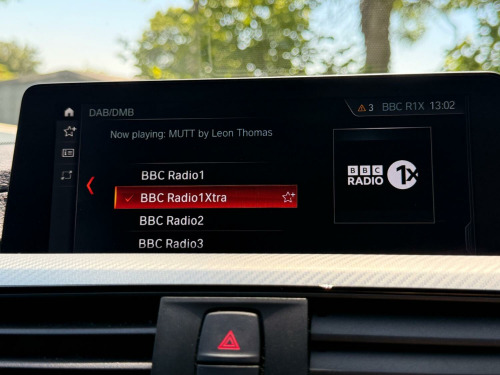 DAB/DMB
3 BBC R1X 13:02
Now playing: MUTT by Leon Thomas
BBC Radio1
BBC Radio1Xtra
BBC Radio2
BBC Radio3
BBC
RADIO 1X